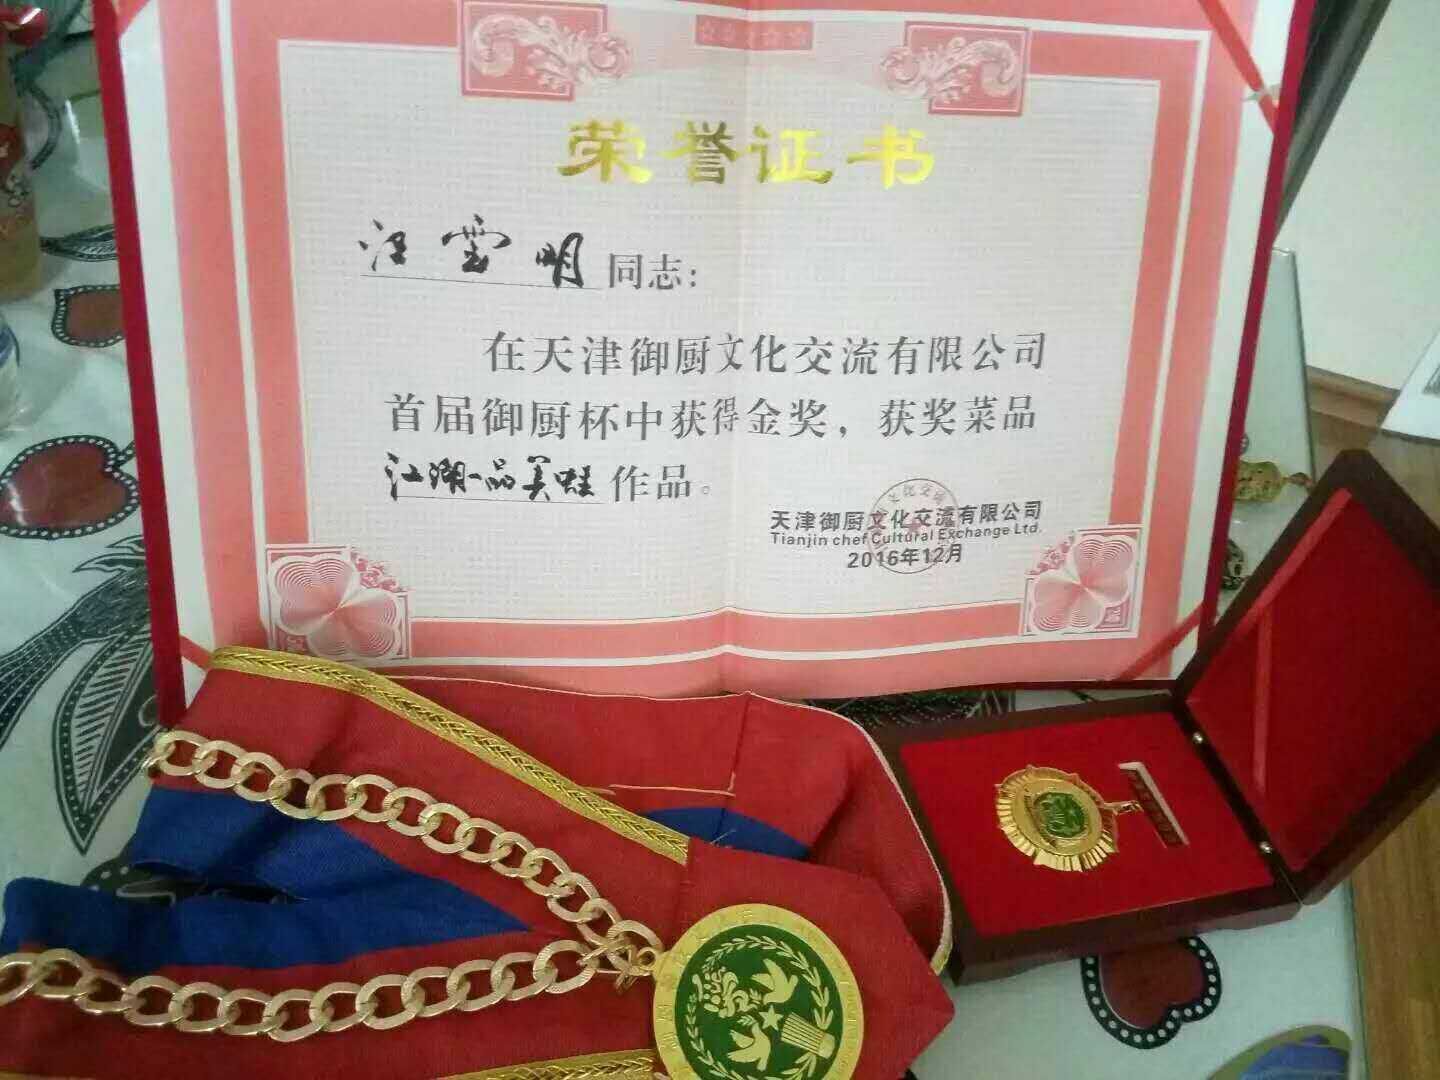 荣誉证书
汪雲明同志：
在天津御厨文化交流有限公司
首届御厨杯中获得金奖，获奖菜品
江湖一品美蛙作品。
天津御厨文化交流有限公司
Tianjin chef Cultural Exchange Ltd.
2016年12月